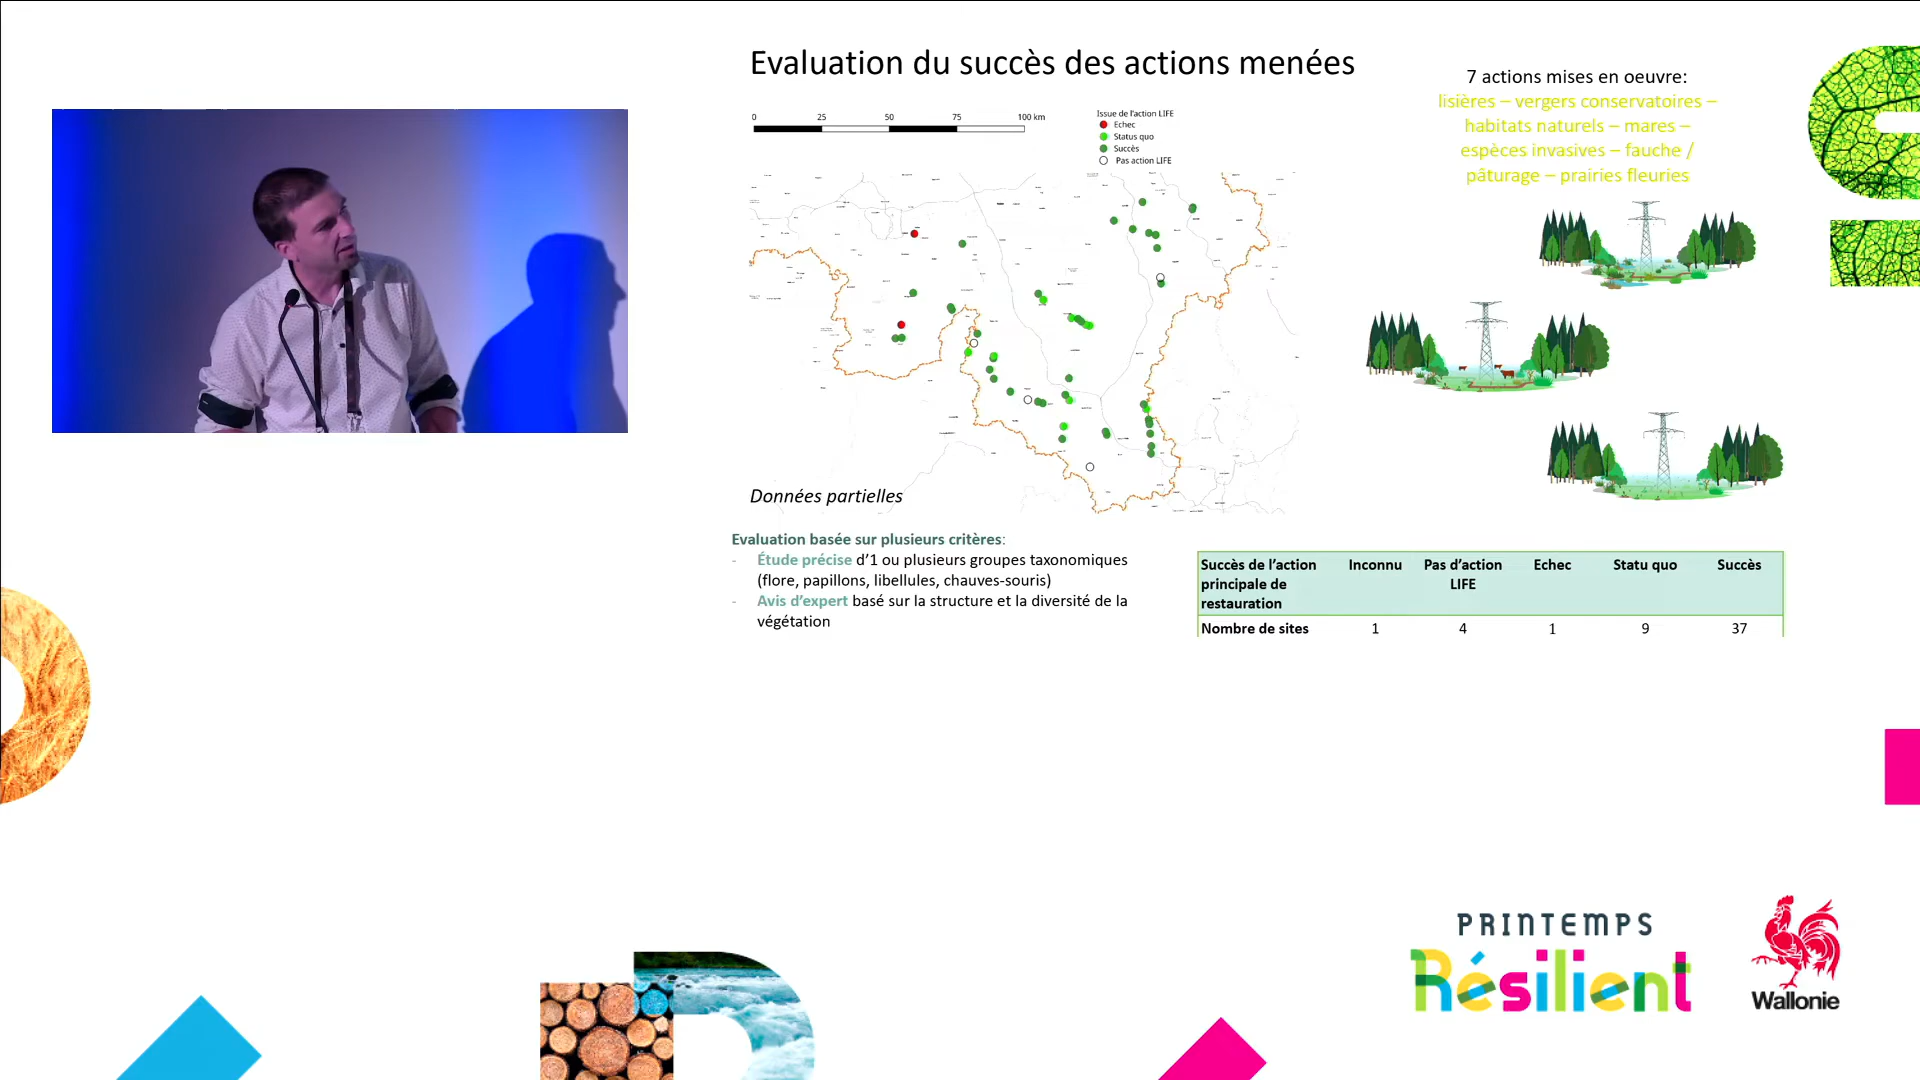 Evaluation du succès des actions menées
7 actions mises en oeuvre:
lisières – vergers conservatoires –
habitats naturels – mares –
espèces invasives – fauche /
pâturage – prairies fleuries
0 25 50 75 100 km
Issue de l'action LIFE
Echec
Status quo
Succès
Pas action LIFE
Données partielles
Evaluation basée sur plusieurs critères:
- Étude précise d'1 ou plusieurs groupes taxonomiques
(flore, papillons, libellules, chauves-souris)
- Avis d'expert basé sur la structure et la diversité de la
végétation
Succès de l'action principale de restauration Inconnu Pas d'action LIFE Echec Statu quo Succès
Nombre de sites 1 4 1 9 37
PRINTEMPS
Résilient
Wallonie